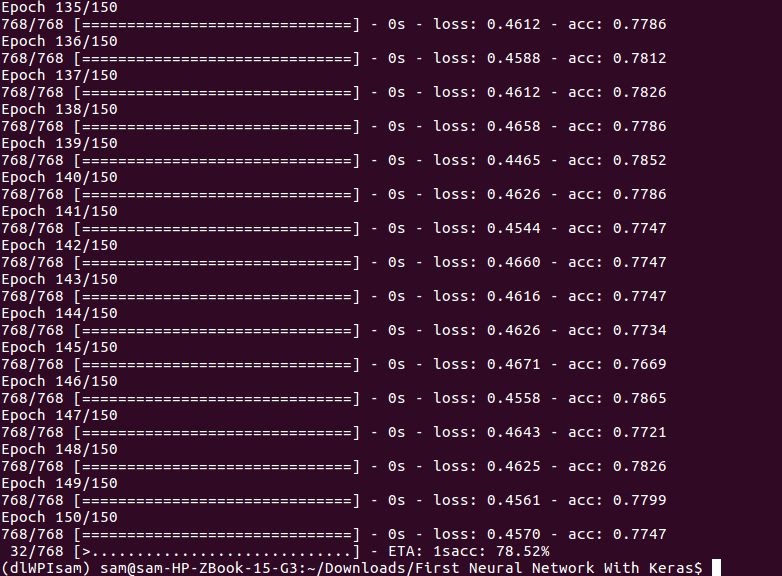 Epoch 135/150
768/768 [==============================] - 0s - loss: 0.4612 - acc: 0.7786
Epoch 136/150
768/768 [==============================] - 0s - loss: 0.4588 - acc: 0.7812
Epoch 137/150
768/768 [==============================] - 0s - loss: 0.4612 - acc: 0.7826
Epoch 138/150
768/768 [==============================] - 0s - loss: 0.4658 - acc: 0.7786
Epoch 139/150
768/768 [==============================] - 0s - loss: 0.4465 - acc: 0.7852
Epoch 140/150
768/768 [==============================] - 0s - loss: 0.4626 - acc: 0.7786
Epoch 141/150
768/768 [==============================] - 0s - loss: 0.4544 - acc: 0.7747
Epoch 142/150
768/768 [==============================] - 0s - loss: 0.4660 - acc: 0.7747
Epoch 143/150
768/768 [==============================] - 0s - loss: 0.4616 - acc: 0.7747
Epoch 144/150
768/768 [==============================] - 0s - loss: 0.4626 - acc: 0.7734
Epoch 145/150
768/768 [==============================] - 0s - loss: 0.4671 - acc: 0.7669
Epoch 146/150
768/768 [==============================] - 0s - loss: 0.4558 - acc: 0.7865
Epoch 147/150
768/768 [==============================] - 0s - loss: 0.4643 - acc: 0.7721
Epoch 148/150
768/768 [==============================] - 0s - loss: 0.4625 - acc: 0.7826
Epoch 149/150
768/768 [==============================] - 0s - loss: 0.4561 - acc: 0.7799
Epoch 150/150
768/768 [==============================] - 0s - loss: 0.4570 - acc: 0.7747
 32/768 [>.............................] - ETA: 1sacc: 78.52%
(dlWPIsam) sam@sam-HP-ZBook-15-G3:~/Downloads/First Neural Network With Keras$